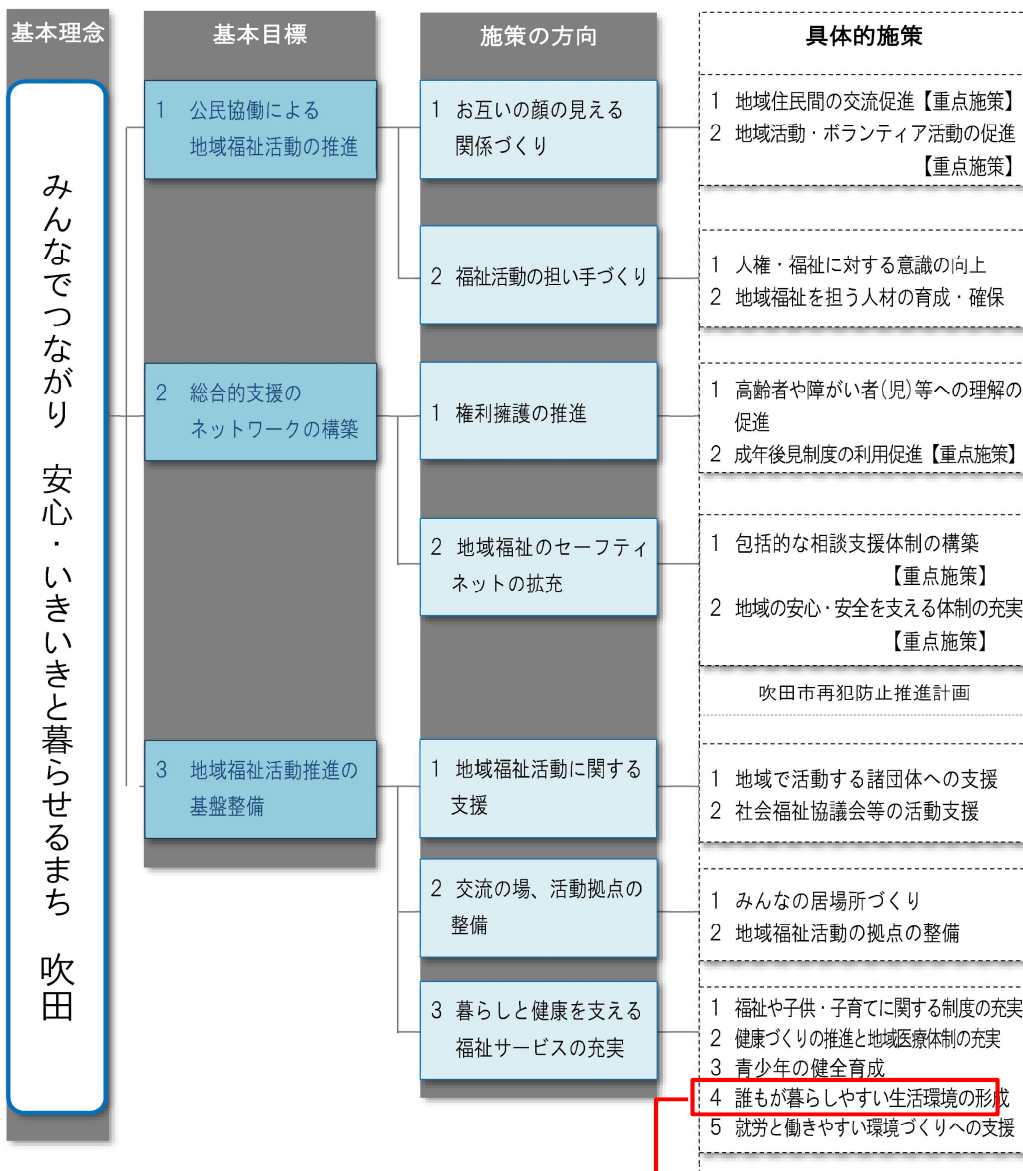 基本理念
基本目標
施策の方向
具体的施策
みんなでつながり 安心・いきいきと暮らせるまち 吹田
1 公民協働による
地域福祉活動の推進
1 お互いの顔の見える
関係づくり
1 地域住民間の交流促進【重点施策】
2 地域活動・ボランティア活動の促進
【重点施策】
2 福祉活動の担い手づくり
1 人権・福祉に対する意識の向上
2 地域福祉を担う人材の育成・確保
2 総合的支援の
ネットワークの構築
1 権利擁護の推進
1 高齢者や障がい者(児)等への理解の
促進
2 成年後見制度の利用促進【重点施策】
2 地域福祉のセーフティ
ネットの拡充
1 包括的な相談支援体制の構築
【重点施策】
2 地域の安心・安全を支える体制の充実
【重点施策】
吹田市再犯防止推進計画
3 地域福祉活動推進の
基盤整備
1 地域福祉活動に関する
支援
1 地域で活動する諸団体への支援
2 社会福祉協議会等の活動支援
2 交流の場、活動拠点の
整備
1 みんなの居場所づくり
2 地域福祉活動の拠点の整備
3 暮らしと健康を支える
福祉サービスの充実
1 福祉や子供・子育てに関する制度の充実
2 健康づくりの推進と地域医療体制の充実
3 青少年の健全育成
4 誰もが暮らしやすい生活環境の形成
5 就労と働きやすい環境づくりへの支援